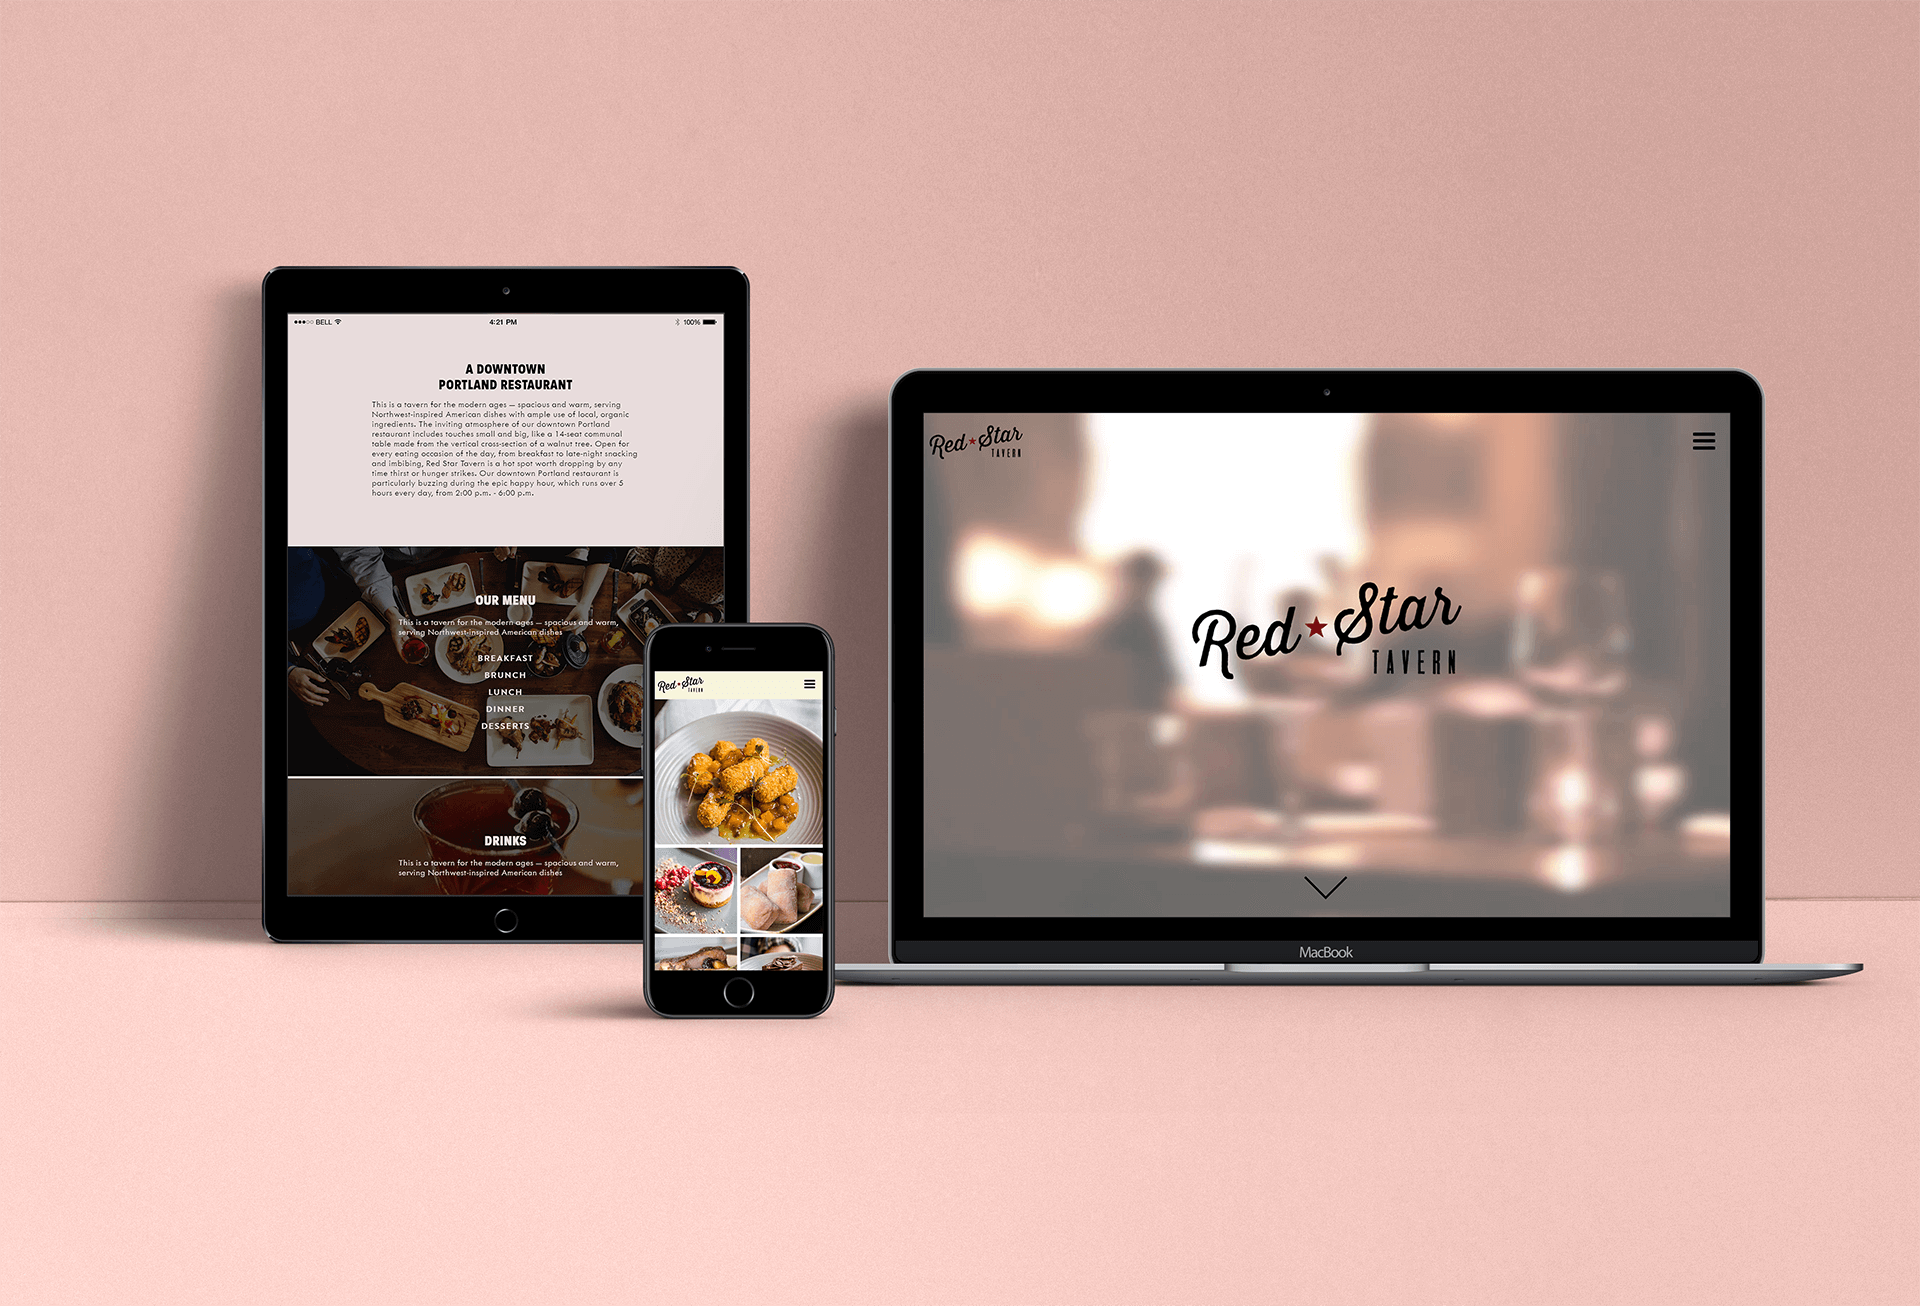 BELL
4:21 PM
100%
A DOWNTOWN
PORTLAND RESTAURANT
This is a tavern for the modern ages — spacious and warm, serving
Northwest-inspired American dishes with ample use of local, organic
ingredients. The inviting atmosphere of our downtown Portland
restaurant includes touches small and big, like a 14-seat communal
table made from the vertical cross-section of a walnut tree. Open for
every eating occasion of the day, from breakfast to late-night snacking
and imbibing, Red Star Tavern is a hot spot worth dropping by any
time thirst or hunger strikes. Our downtown Portland restaurant is
particularly buzzing during the epic happy hour, which runs over 5
hours every day, from 2:00 p.m. - 6:00 p.m.
OUR MENU
This is a tavern for the modern ages — spacious and warm,
serving Northwest-inspired American dishes
BREAKFAST
BRUNCH
LUNCH
DINNER
DESSERTS
DRINKS
This is a tavern for the modern ages — spacious and warm,
serving Northwest-inspired American dishes
Red★Star
TAVERN
Red★Star
TAVERN
Red★Star
TAVERN
MacBook